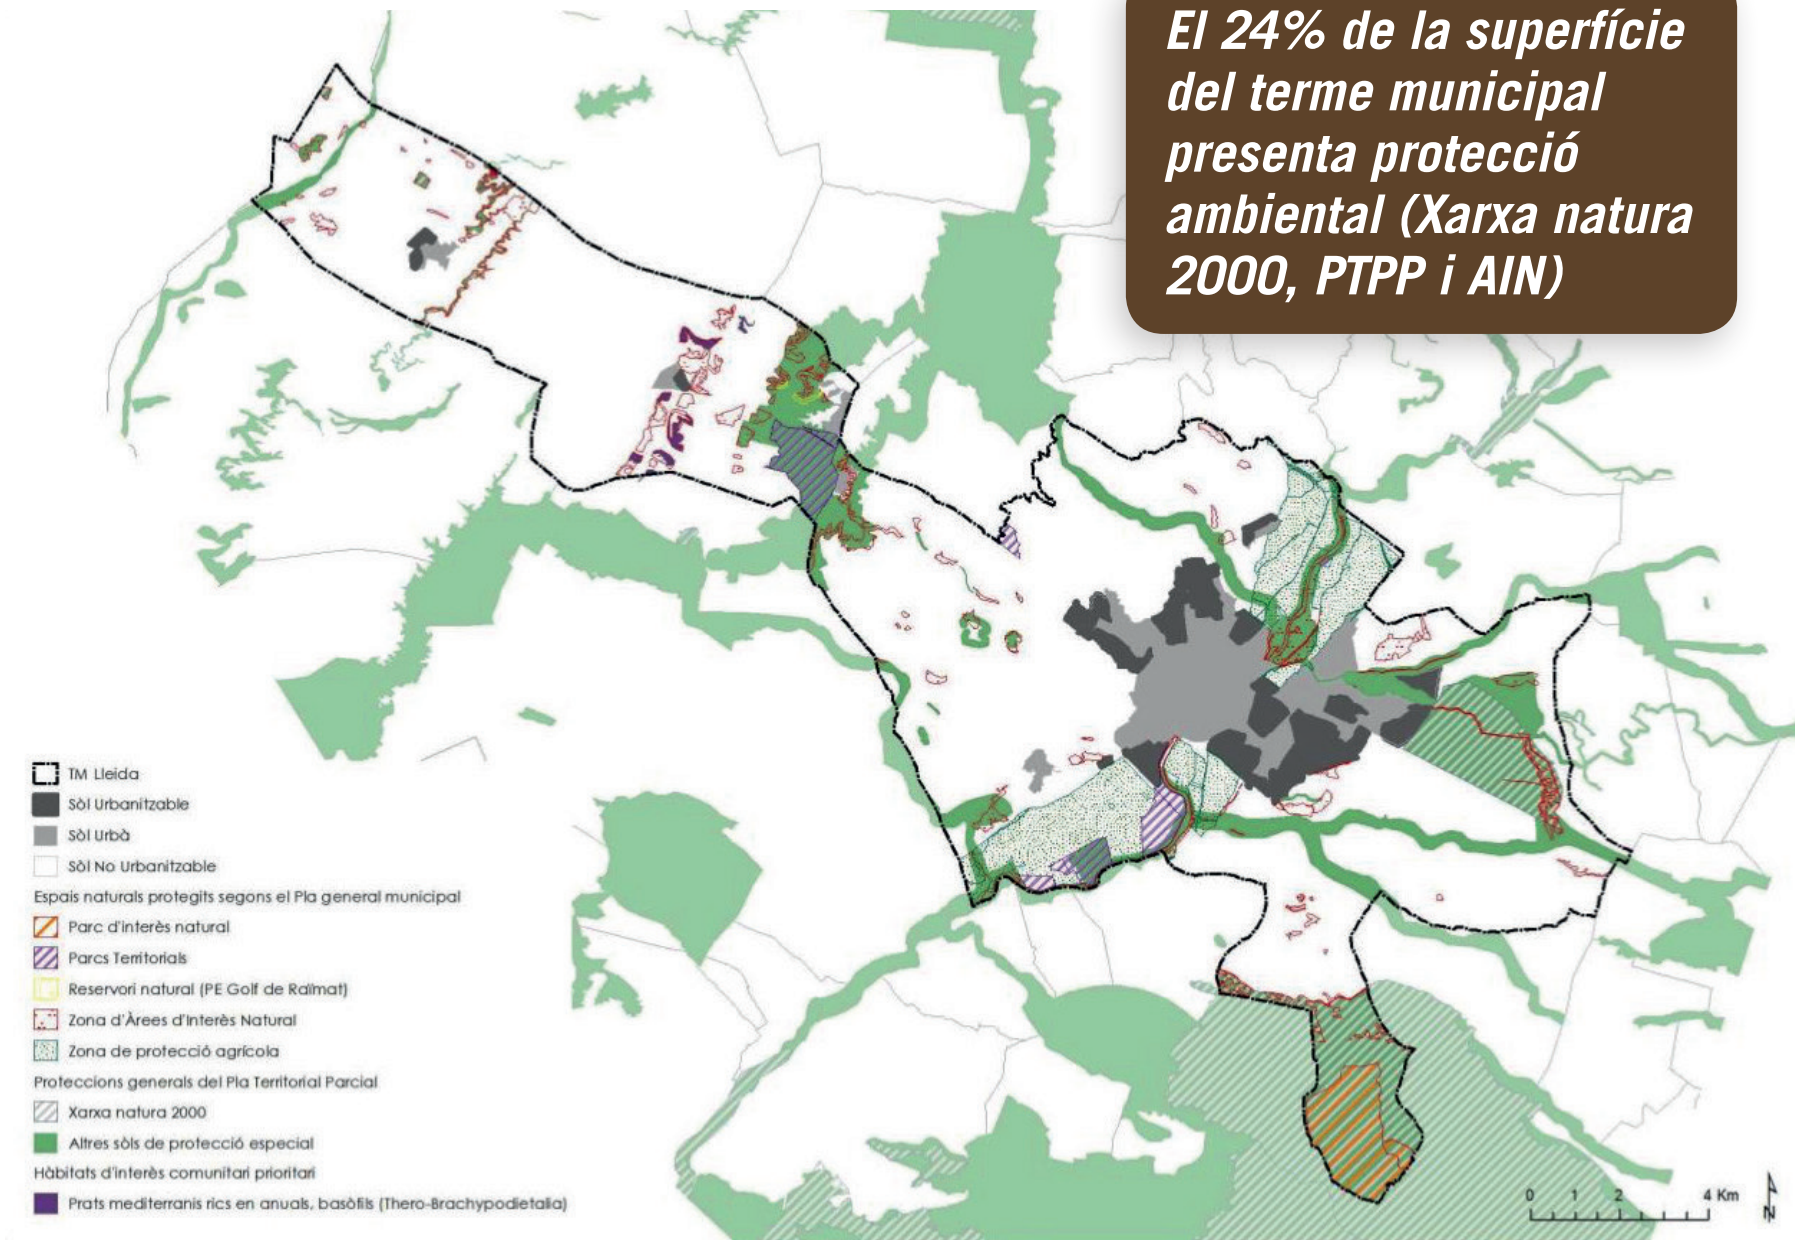 El 24% de la superfície
del terme municipal
presenta protecció
ambiental (Xarxa natura
2000, PTPP i AIN)
TM Lleida
Sòl Urbanitzable
Sòl Urbà
Sòl No Urbanitzable
Espais naturals protegits segons el Pla general municipal
Parc d'interès natural
Parcs Territorials
Reservori natural (PE Golf de Raïmat)
Zona d'Àrees d'Interès Natural
Zona de protecció agrícola
Proteccions generals del Pla Territorial Parcial
Xarxa natura 2000
Altres sòls de protecció especial
Hàbitats d'interès comunitari prioritari
Prats mediterranis rics en anuals, basòfils (Thero-Brachypodietalia)
0 1 2 4 Km
N